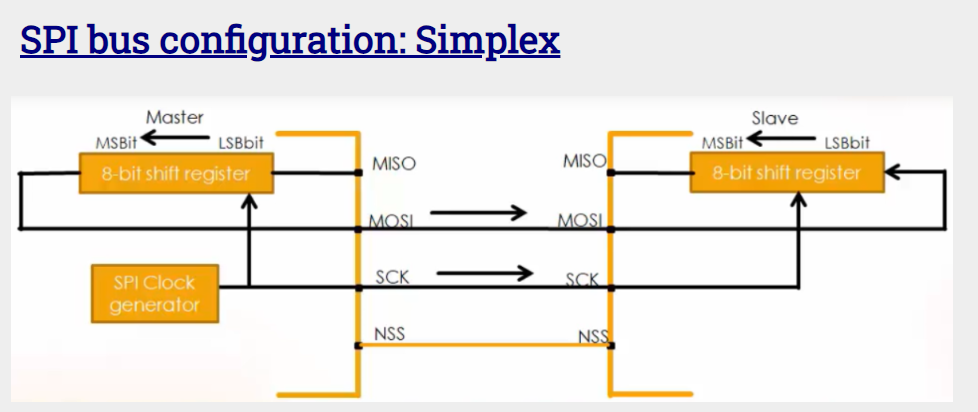 SPI bus configuration: Simplex
Master
MSBit LSBbit
8-bit shift register
MISO
MOSI
SPI Clock
generator
SCK
NSS
Slave
MSBit LSBbit
8-bit shift register
MISO
MOSI
SCK
NSS